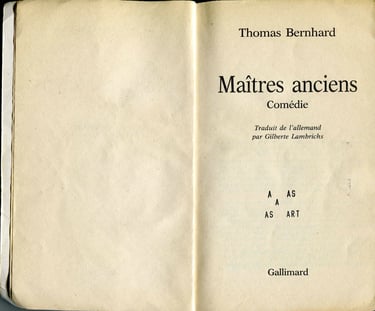 Thomas Bernhard
Maîtres anciens
Comédie
Traduit de l'allemand
par Gilberte Lambrichs
A AS
A
AS ART
Gallimard